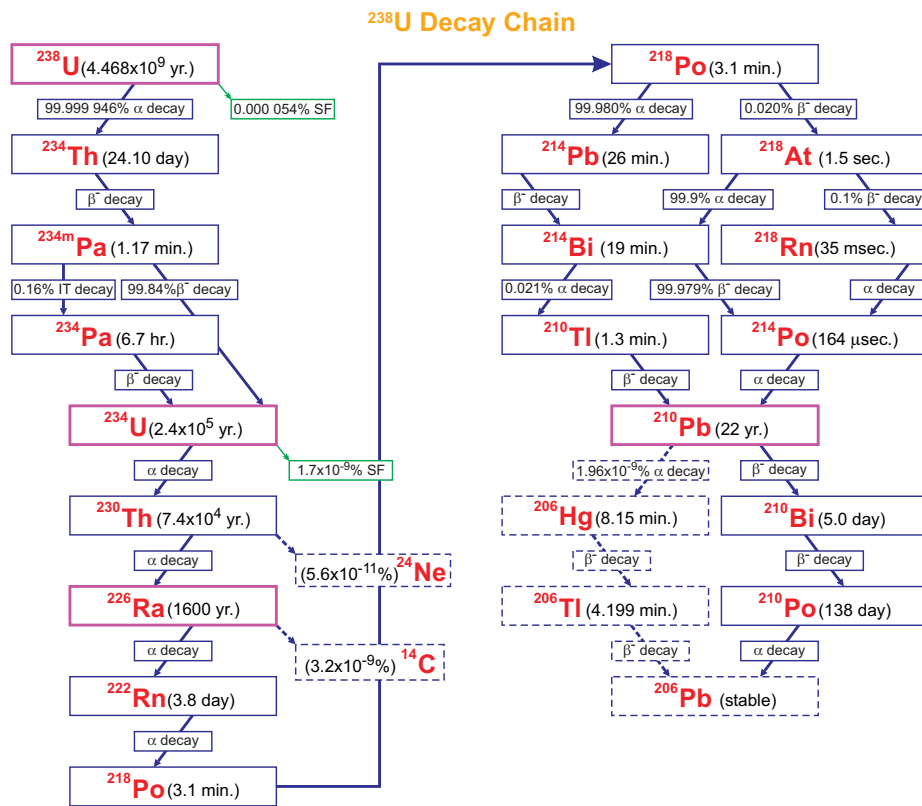 ²³⁸U Decay Chain
²³⁸U (4.468x10⁹ yr.)
99.999 946% α decay
0.000 054% SF
²³⁴Th (24.10 day)
β⁻ decay
²³⁴ᵐPa (1.17 min.)
0.16% IT decay
99.84%β⁻ decay
²³⁴Pa (6.7 hr.)
β⁻ decay
²³⁴U (2.4x10⁵ yr.)
α decay
1.7x10⁻⁹% SF
²³⁰Th (7.4x10⁴ yr.)
α decay
(5.6x10⁻¹¹%) ²⁴Ne
²²⁶Ra (1600 yr.)
α decay
(3.2x10⁻⁹%) ¹⁴C
²²²Rn (3.8 day)
α decay
²¹⁸Po (3.1 min.)
²¹⁸Po (3.1 min.)
99.980% α decay
0.020% β⁻ decay
²¹⁴Pb (26 min.)
²¹⁸At (1.5 sec.)
β⁻ decay
99.9% α decay
0.1% β⁻ decay
²¹⁴Bi (19 min.)
²¹⁸Rn (35 msec.)
0.021% α decay
99.979% β⁻ decay
α decay
²¹⁰Tl (1.3 min.)
²¹⁴Po (164 μsec.)
β⁻ decay
α decay
²¹⁰Pb (22 yr.)
1.96x10⁻⁹% α decay
β⁻ decay
²⁰⁶Hg (8.15 min.)
²¹⁰Bi (5.0 day)
β⁻ decay
β⁻ decay
²⁰⁶Tl (4.199 min.)
²¹⁰Po (138 day)
β⁻ decay
α decay
²⁰⁶Pb (stable)